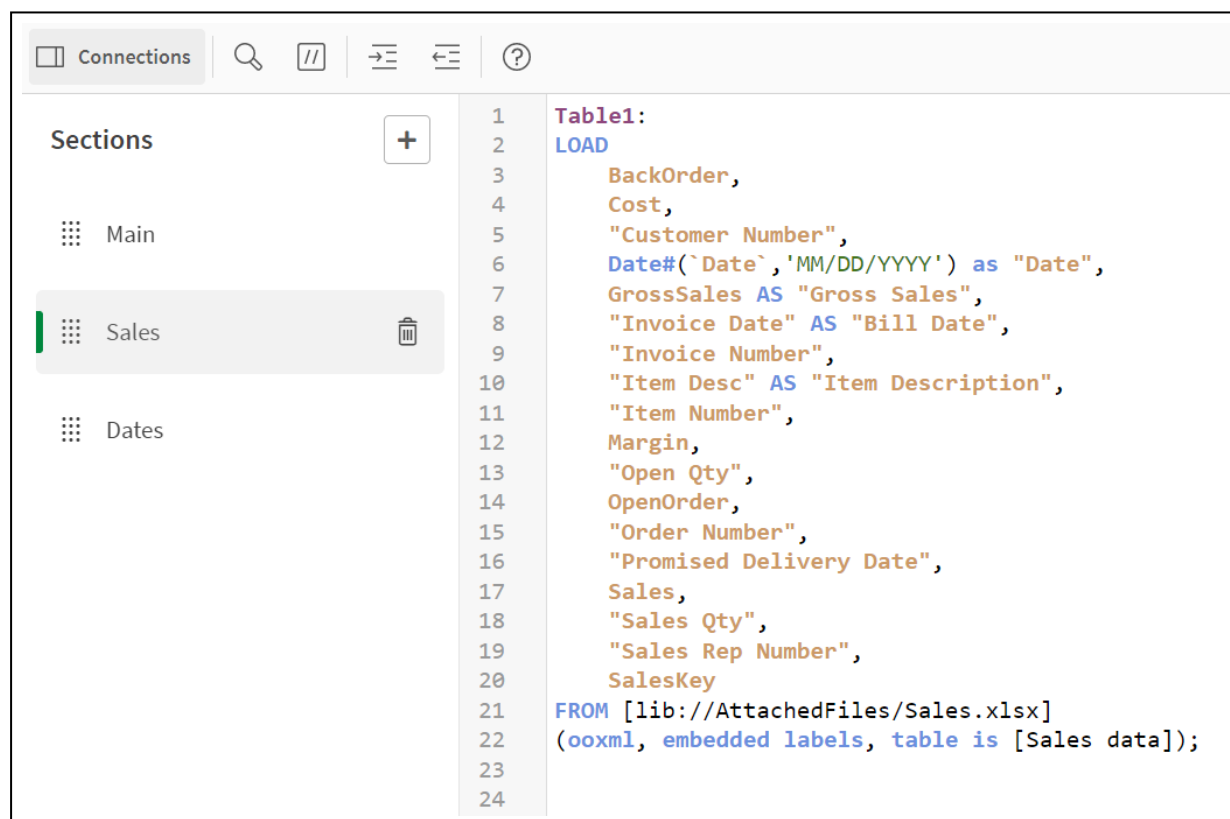 Connections
Sections
+
Main
Sales
Dates
1 Table1:
2 LOAD
3 BackOrder,
4 Cost,
5 "Customer Number",
6 Date#(`Date`,'MM/DD/YYYY') as "Date",
7 GrossSales AS "Gross Sales",
8 "Invoice Date" AS "Bill Date",
9 "Invoice Number",
10 "Item Desc" AS "Item Description",
11 "Item Number",
12 Margin,
13 "Open Qty",
14 OpenOrder,
15 "Order Number",
16 "Promised Delivery Date",
17 Sales,
18 "Sales Qty",
19 "Sales Rep Number",
20 SalesKey
21 FROM [lib://AttachedFiles/Sales.xlsx]
22 (ooxml, embedded labels, table is [Sales data]);
23
24